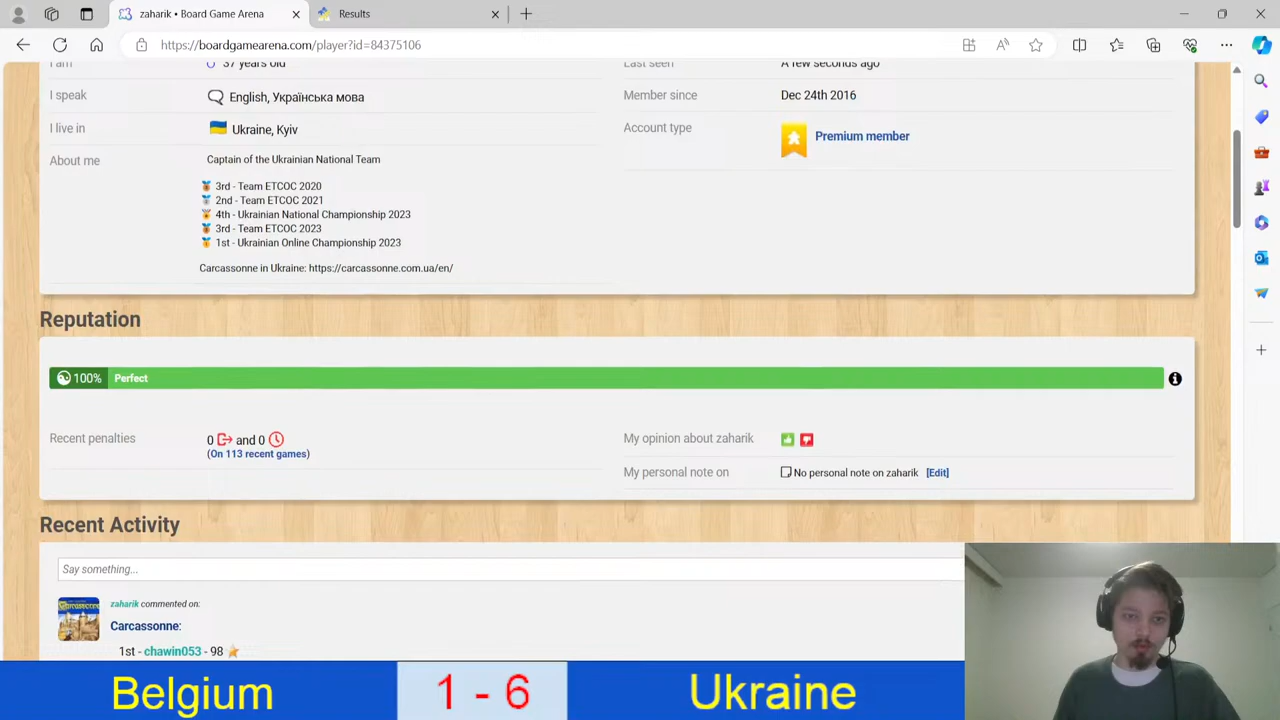 zaharik • Board Game Arena
Results
https://boardgamearena.com/player?id=84375106
I am
37 years old
Last seen
A few seconds ago
I speak
English, Українська мова
Member since
Dec 24th 2016
I live in
Ukraine, Kyiv
Account type
Premium member
About me
Captain of the Ukrainian National Team
3rd - Team ETCOC 2020
2nd - Team ETCOC 2021
4th - Ukrainian National Championship 2023
3rd - Team ETCOC 2023
1st - Ukrainian Online Championship 2023
Carcassonne in Ukraine: https://carcassonne.com.ua/en/
Reputation
100% Perfect
Recent penalties
0 and 0
(On 113 recent games)
My opinion about zaharik
My personal note on
No personal note on zaharik [Edit]
Recent Activity
Say something...
zaharik commented on:
Carcassonne:
1st - chawin053 - 98
Belgium 1 - 6 Ukraine